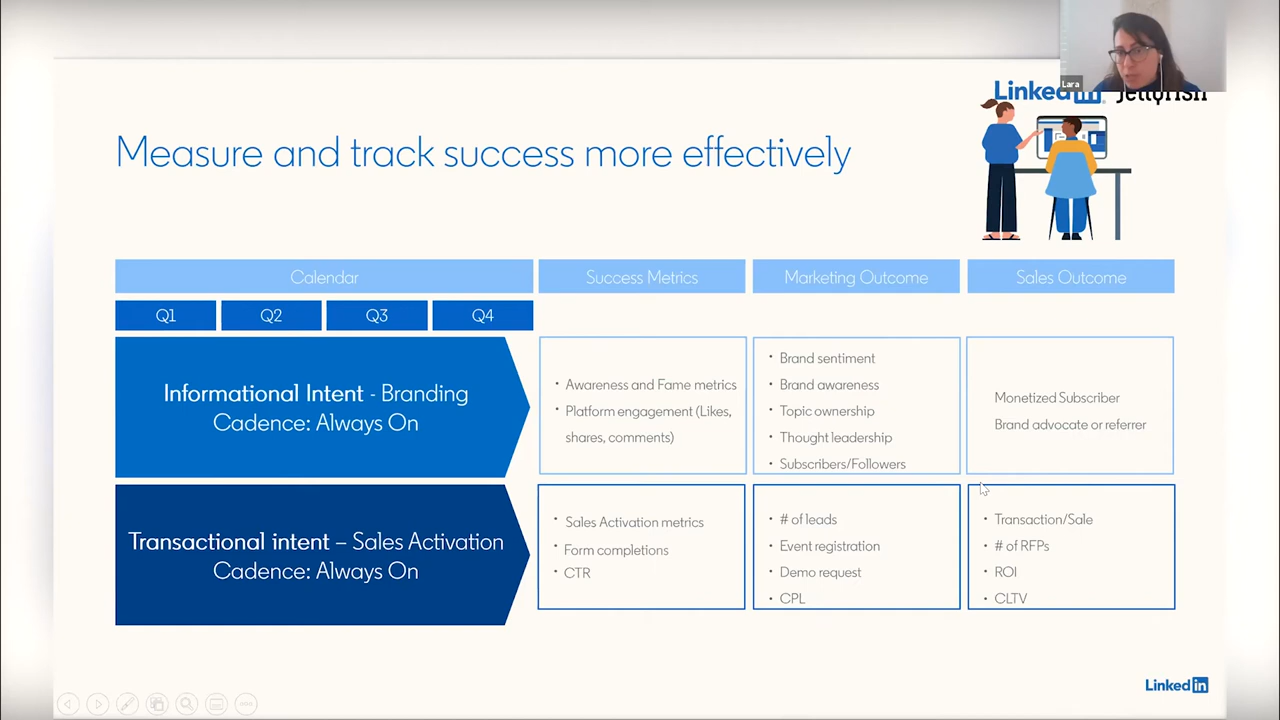 Lara
LinkedIn
Jellyfish
Measure and track success more effectively
Calendar
Success Metrics
Marketing Outcome
Sales Outcome
Q1
Q2
Q3
Q4
Informational Intent - Branding
Cadence: Always On
• Awareness and Fame metrics
• Platform engagement (Likes,
shares, comments)
• Brand sentiment
• Brand awareness
• Topic ownership
• Thought leadership
• Subscribers/Followers
Monetized Subscriber
Brand advocate or referrer
Transactional intent – Sales Activation
Cadence: Always On
• Sales Activation metrics
• Form completions
• CTR
• # of leads
• Event registration
• Demo request
• CPL
• Transaction/Sale
• # of RFPs
• ROI
• CLTV
LinkedIn